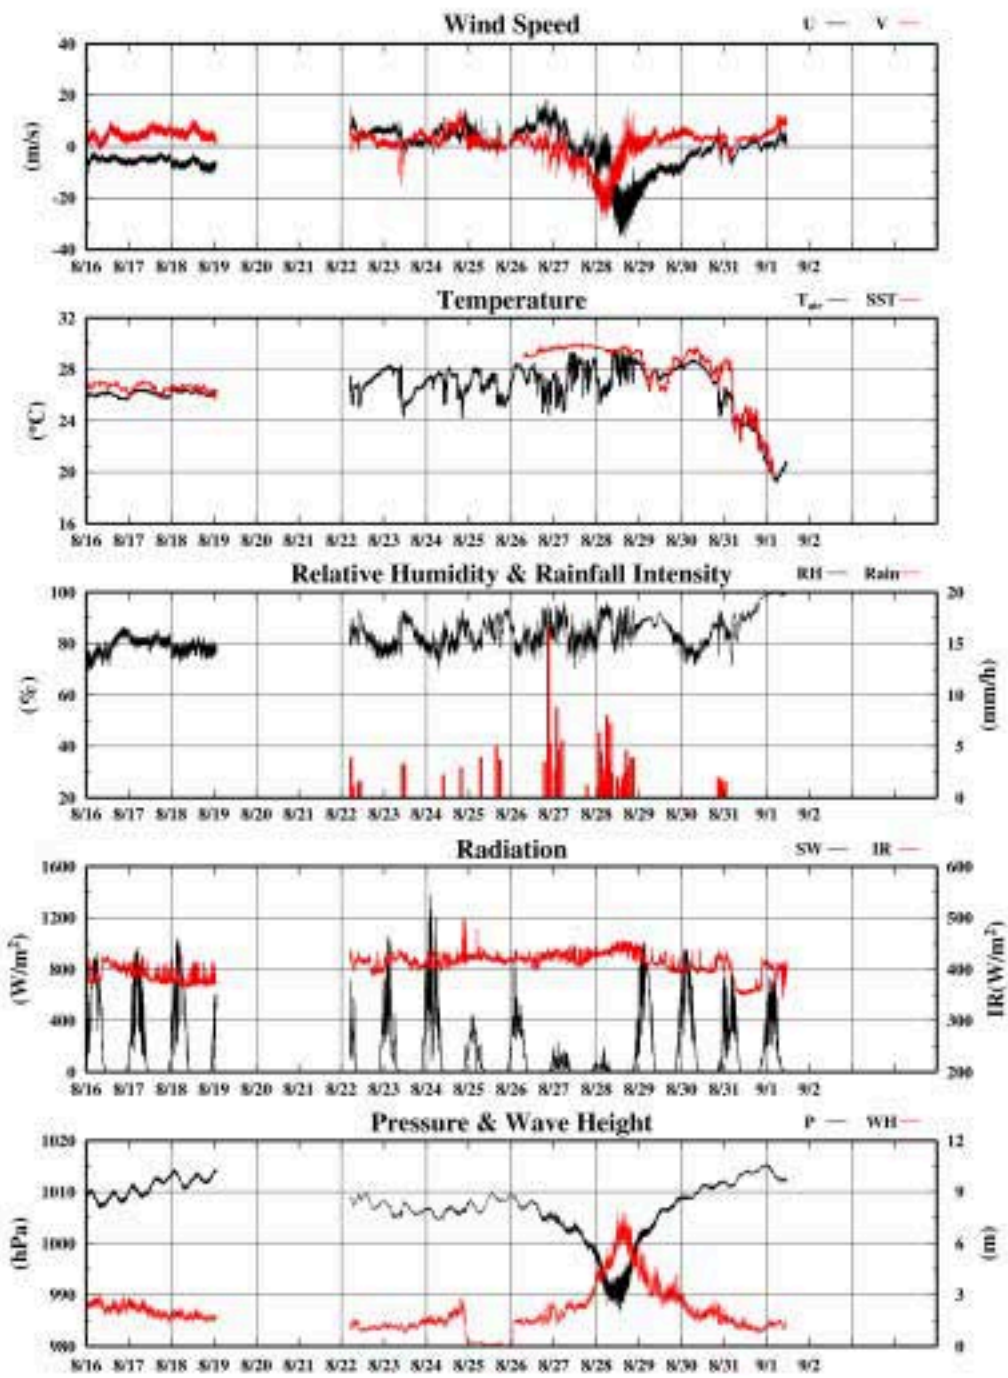 Wind Speed
U — V —
40
20
0
-20
-40
(m/s)
8/16 8/17 8/18 8/19 8/20 8/21 8/22 8/23 8/24 8/25 8/26 8/27 8/28 8/29 8/30 8/31 9/1 9/2
Temperature
Tair — SST —
32
28
24
20
16
(°C)
8/16 8/17 8/18 8/19 8/20 8/21 8/22 8/23 8/24 8/25 8/26 8/27 8/28 8/29 8/30 8/31 9/1 9/2
Relative Humidity & Rainfall Intensity
RH — Rain —
100
80
60
40
20
(%)
20
15
10
5
0
(mm/h)
8/16 8/17 8/18 8/19 8/20 8/21 8/22 8/23 8/24 8/25 8/26 8/27 8/28 8/29 8/30 8/31 9/1 9/2
Radiation
SW — IR —
1600
1200
800
400
0
(W/m²)
600
500
400
300
200
IR(W/m²)
8/16 8/17 8/18 8/19 8/20 8/21 8/22 8/23 8/24 8/25 8/26 8/27 8/28 8/29 8/30 8/31 9/1 9/2
Pressure & Wave Height
P — WH —
1020
1010
1000
990
980
(hPa)
12
9
6
3
0
(m)
8/16 8/17 8/18 8/19 8/20 8/21 8/22 8/23 8/24 8/25 8/26 8/27 8/28 8/29 8/30 8/31 9/1 9/2